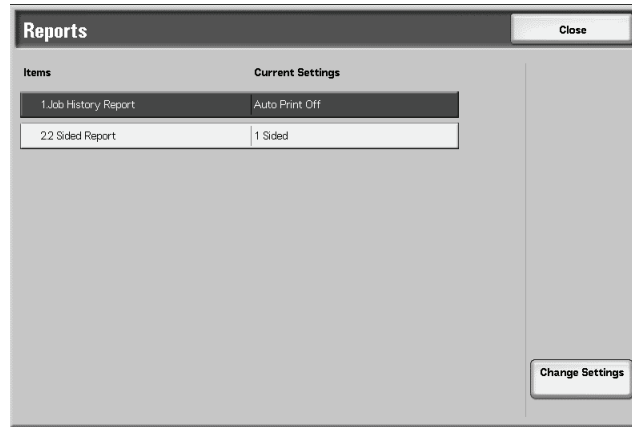 Reports
Close
Items Current Settings
1.Job History Report Auto Print Off
2.2 Sided Report 1 Sided
Change Settings